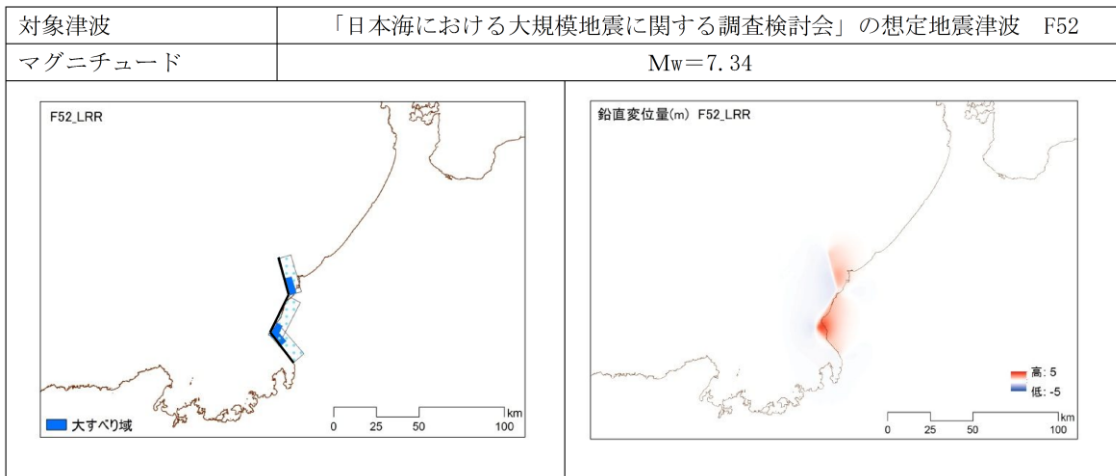 対象津波
「日本海における大規模地震に関する調査検討会」の想定地震津波 F52
マグニチュード
Mw=7.34
F52_LRR
大すべり域
km
0 25 50 100
鉛直変位量(m) F52_LRR
高: 5
低: -5
km
0 25 50 100